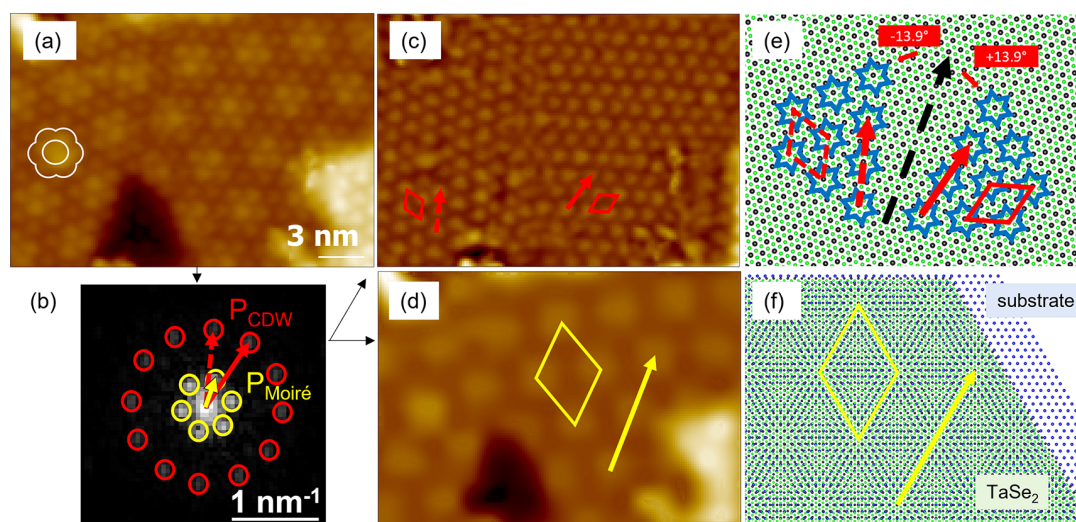 (a)
3 nm
(c)
(e)
-13.9°
+13.9°
(b)
P_CDW
P_Moiré
1 nm⁻¹
(d)
(f)
substrate
TaSe₂